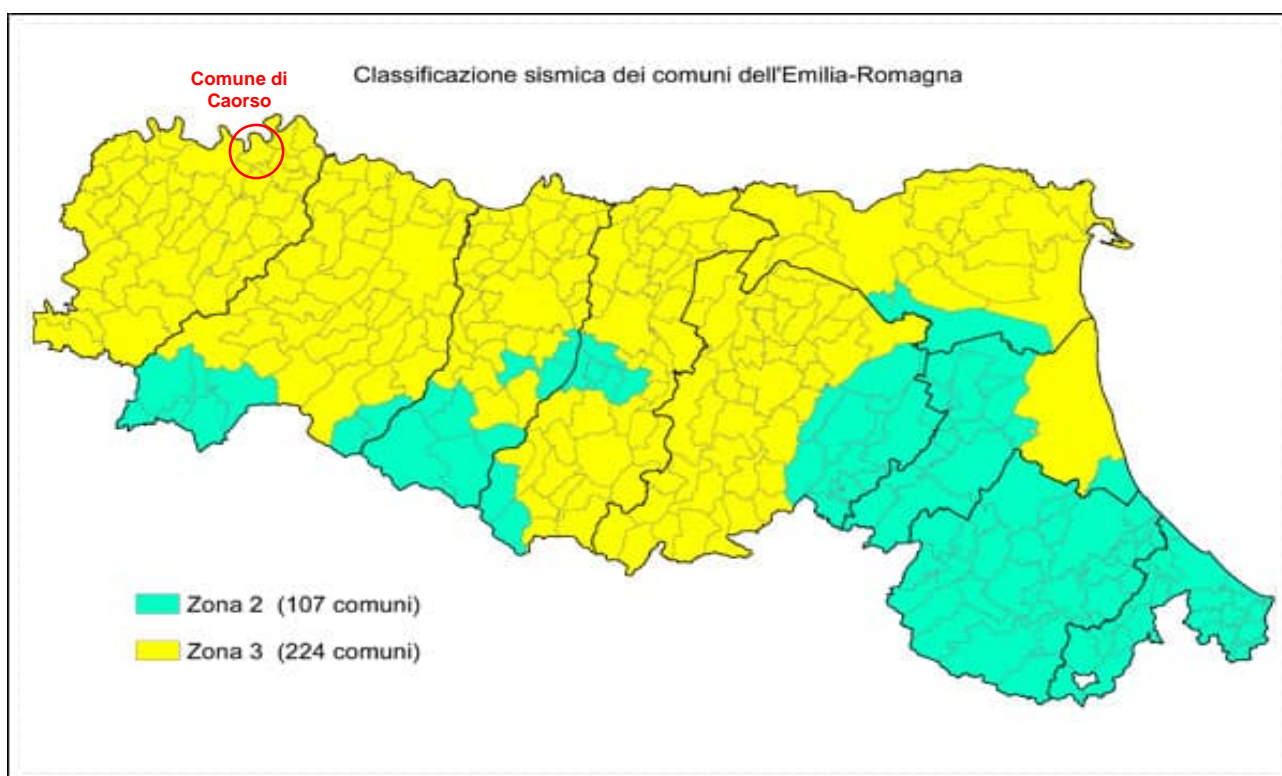 Classificazione sismica dei comuni dell'Emilia-Romagna
Comune di
Caorso
Zona 2 (107 comuni)
Zona 3 (224 comuni)